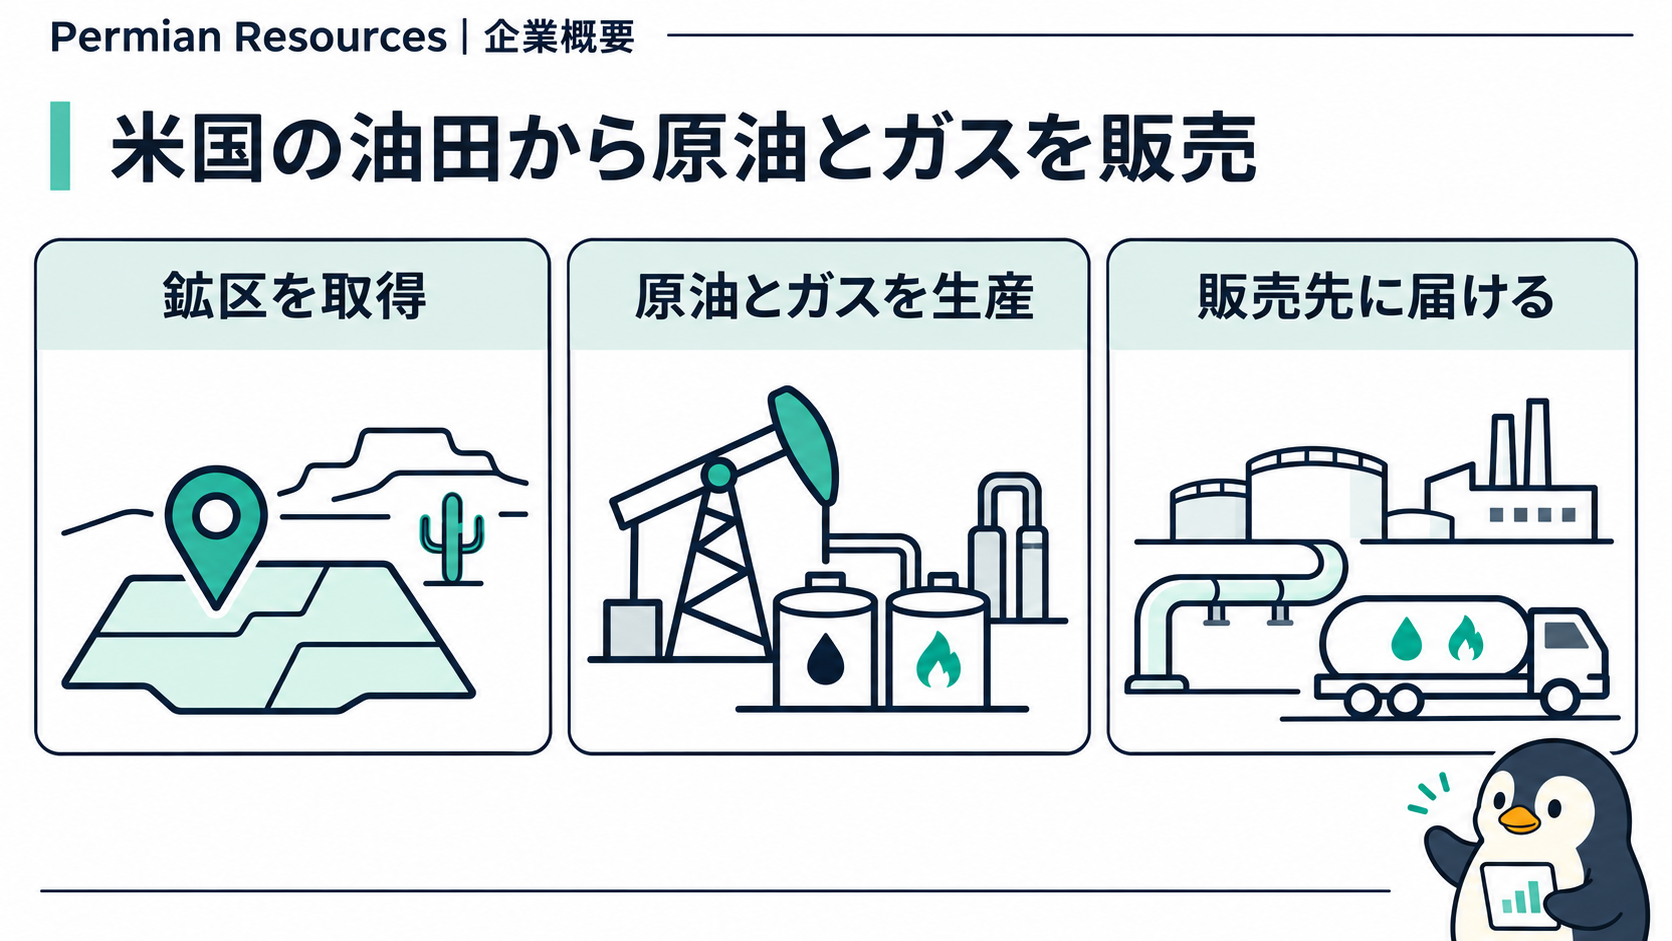 Permian Resources | 企業概要
米国の油田から原油とガスを販売
鉱区を取得
原油とガスを生産
販売先に届ける